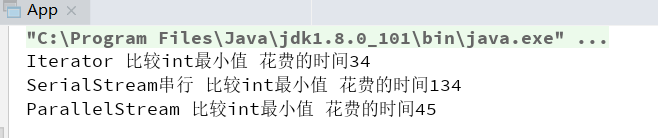 App
"C:\Program Files\Java\jdk1.8.0_101\bin\java.exe" ...
Iterator 比较int最小值 花费的时间34
SerialStream串行 比较int最小值 花费的时间134
ParallelStream 比较int最小值 花费的时间45